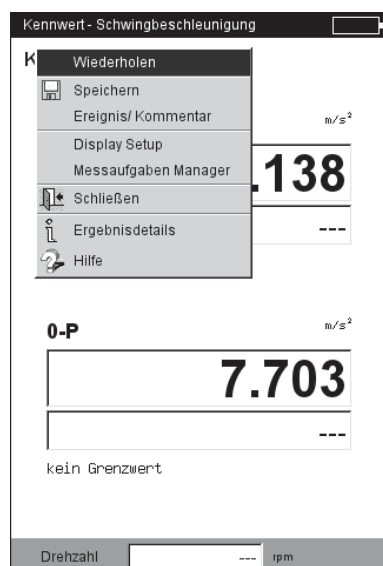 Kennwert - Schwingbeschleunigung
K
Wiederholen
Speichern
Ereignis/ Kommentar
Display Setup
Messaufgaben Manager
Schließen
Ergebnisdetails
Hilfe
m/s²
.138
---
0-P
m/s²
7.703
---
kein Grenzwert
Drehzahl
---
rpm